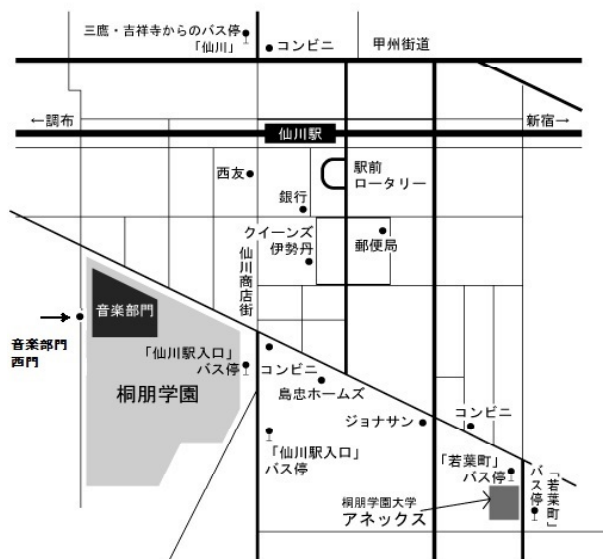 三鷹・吉祥寺からのバス停
「仙川」
コンビニ
甲州街道
←調布
新宿→
仙川駅
西友
駅前
ロータリー
銀行
クイーンズ
伊勢丹
郵便局
仙川商店街
音楽部門
音楽部門
西門
「仙川駅入口」
バス停
コンビニ
桐朋学園
島忠ホームズ
ジョナサン
コンビニ
「仙川駅入口」
バス停
「若葉町」
バス停
「若葉町」
バス停
桐朋学園大学
アネックス